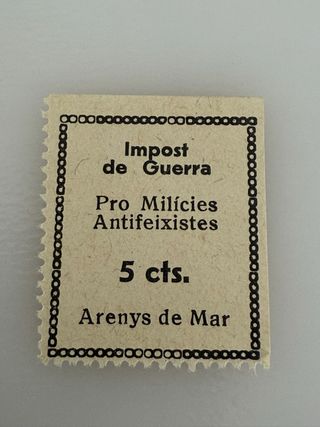 Impost
de Guerra
Pro Milícies
Antifeixistes
5 cts.
Arenys de Mar